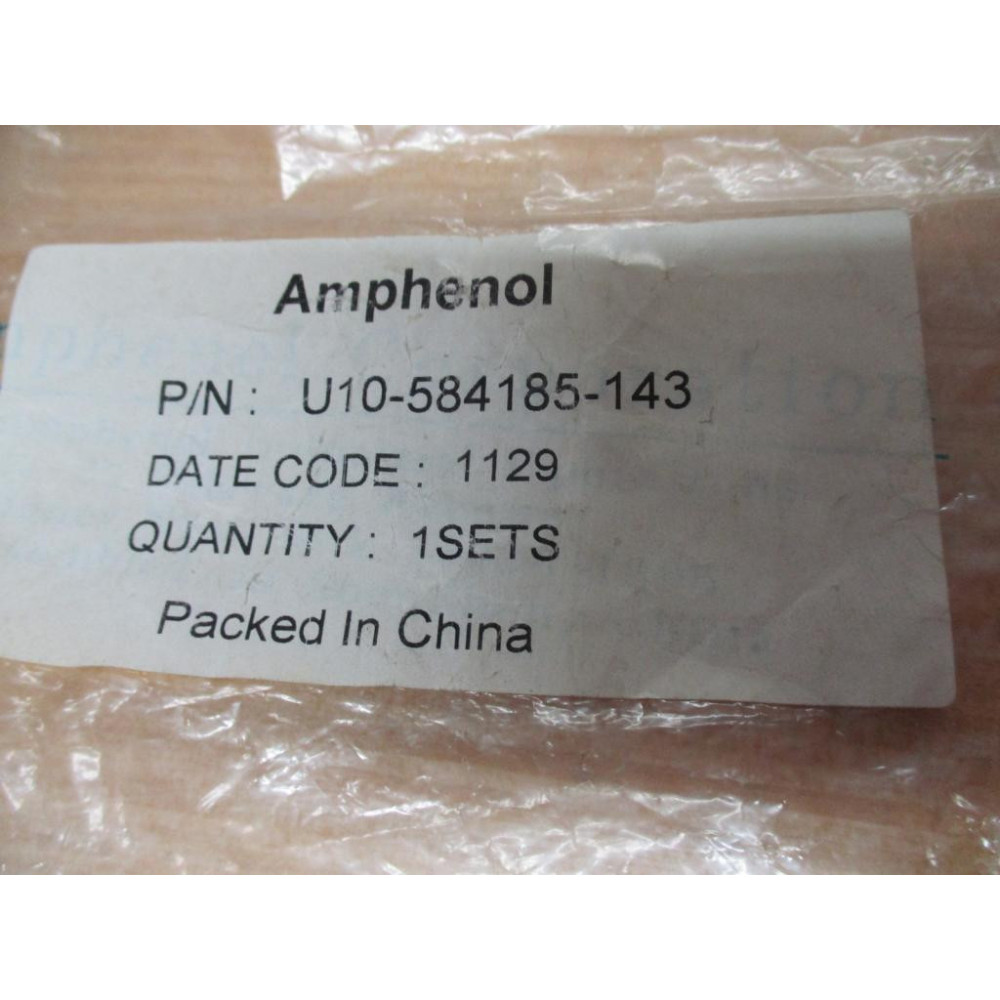 Amphenol
P/N : U10-584185-143
DATE CODE : 1129
QUANTITY : 1SETS
Packed In China